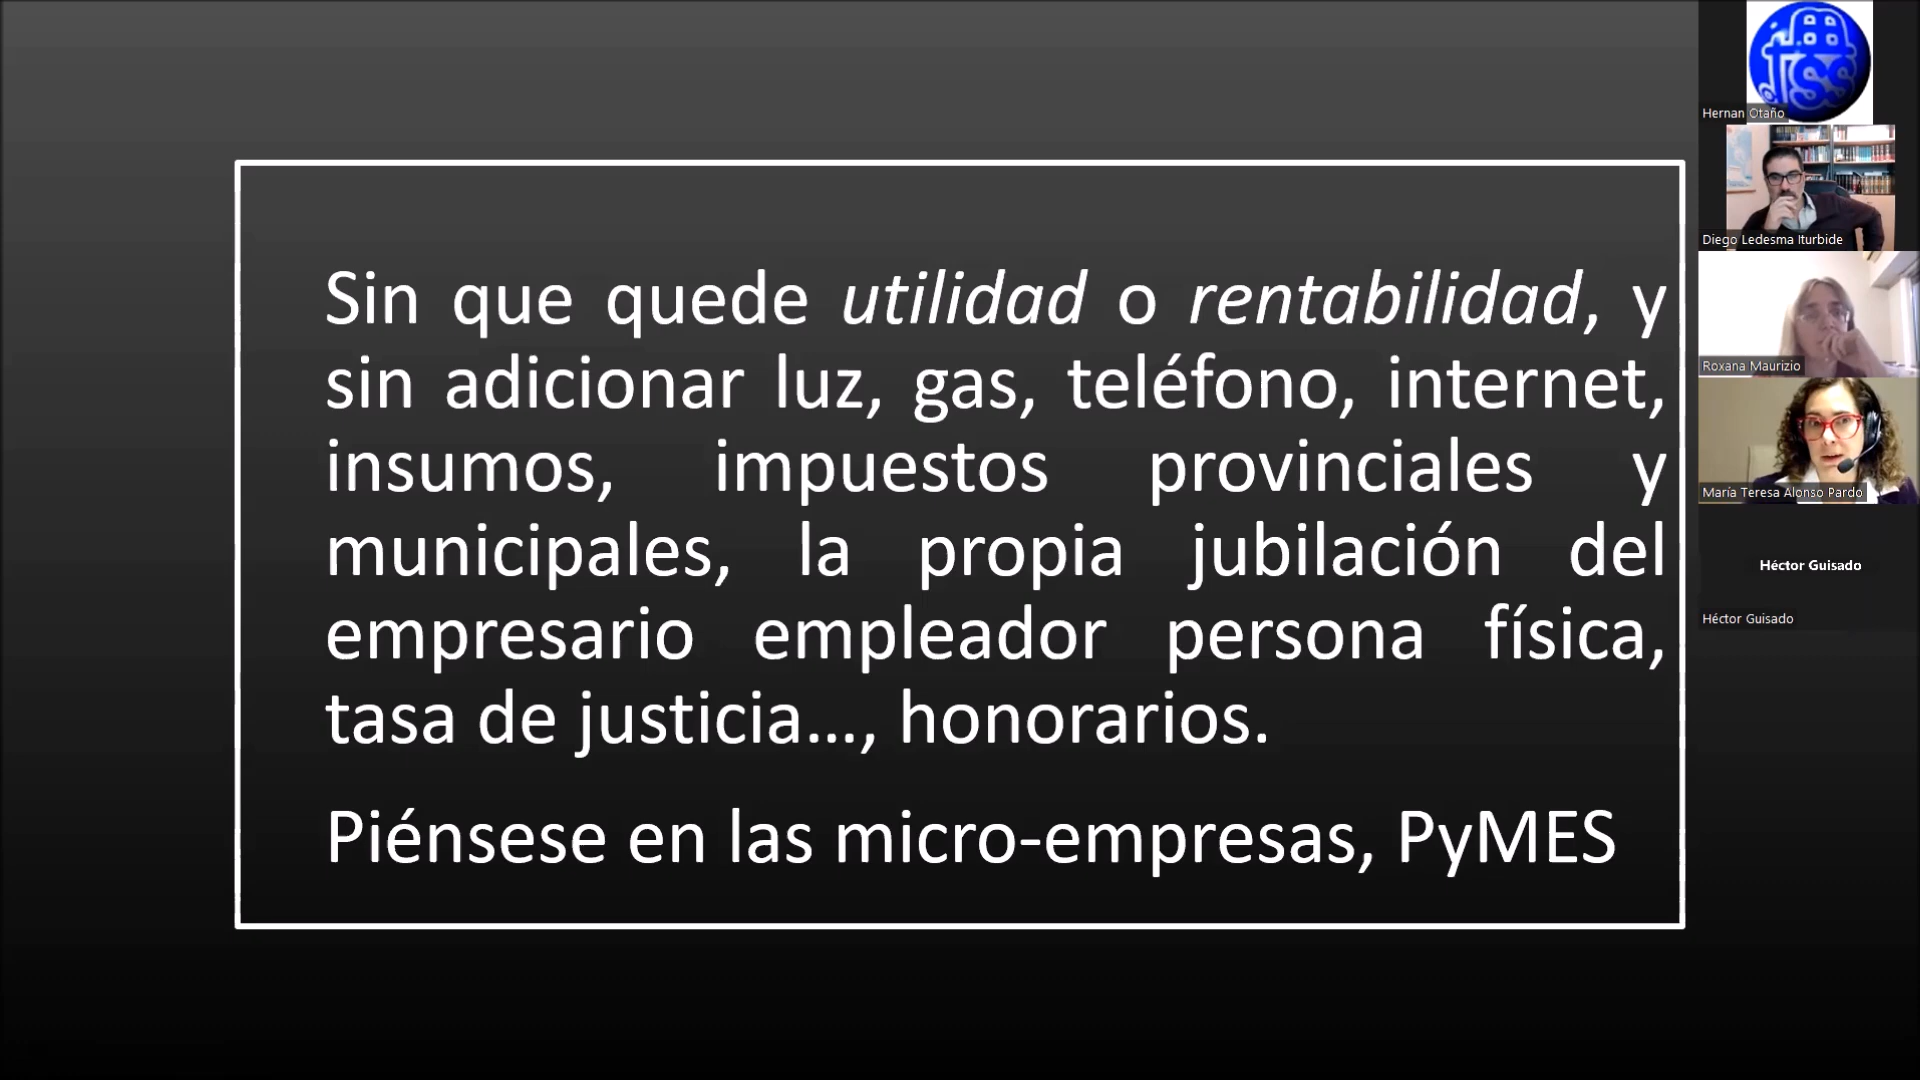 Sin que quede utilidad o rentabilidad, y
sin adicionar luz, gas, teléfono, internet,
insumos, impuestos provinciales y
municipales, la propia jubilación del
empresario empleador persona física,
tasa de justicia…, honorarios.
Piénsese en las micro-empresas, PyMES
Hernan Otaño
Diego Ledesma Iturbide
Roxana Maurizio
María Teresa Alonso Pardo
Héctor Guisado
Héctor Guisado